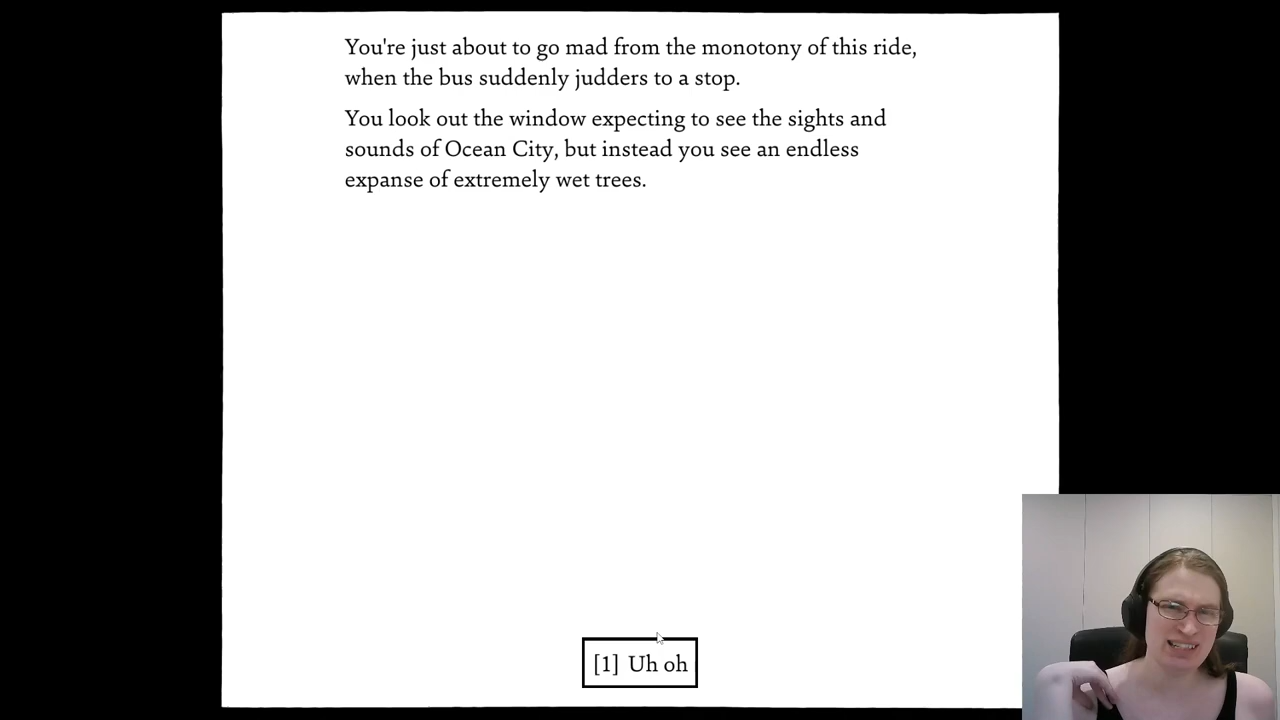 You're just about to go mad from the monotony of this ride,
when the bus suddenly judders to a stop.
You look out the window expecting to see the sights and
sounds of Ocean City, but instead you see an endless
expanse of extremely wet trees.
[1] Uh oh